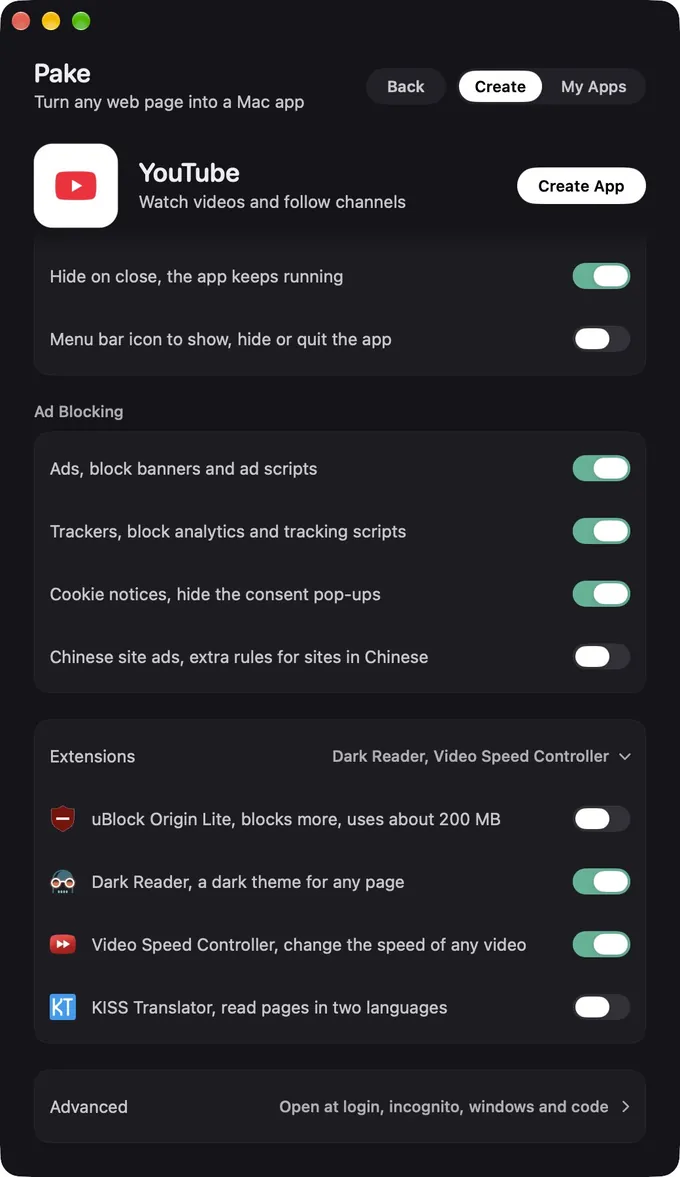 Pake
Turn any web page into a Mac app
Back
Create
My Apps
YouTube
Watch videos and follow channels
Create App
Hide on close, the app keeps running
Menu bar icon to show, hide or quit the app
Ad Blocking
Ads, block banners and ad scripts
Trackers, block analytics and tracking scripts
Cookie notices, hide the consent pop-ups
Chinese site ads, extra rules for sites in Chinese
Extensions
Dark Reader, Video Speed Controller
uBlock Origin Lite, blocks more, uses about 200 MB
Dark Reader, a dark theme for any page
Video Speed Controller, change the speed of any video
KT
KISS Translator, read pages in two languages
Advanced
Open at login, incognito, windows and code